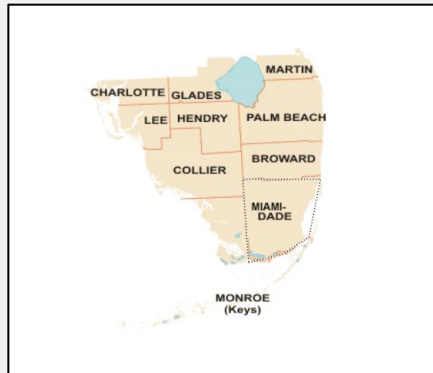 MARTIN
CHARLOTTE
GLADES
LEE
HENDRY
PALM BEACH
BROWARD
COLLIER
MIAMI-
DADE
MONROE
(Keys)